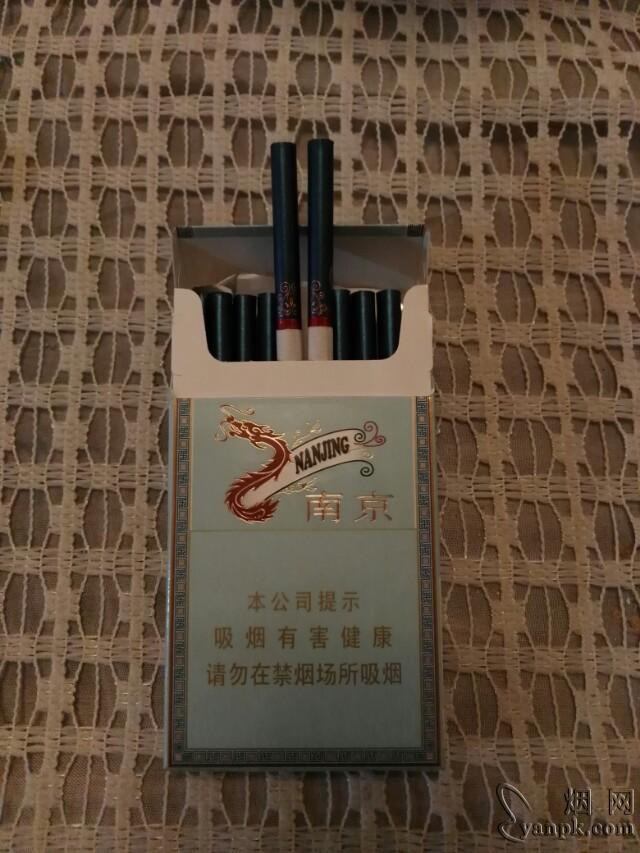 NANJING
南京
本公司提示
吸烟有害健康
请勿在禁烟场所吸烟
烟网
yanpk.com